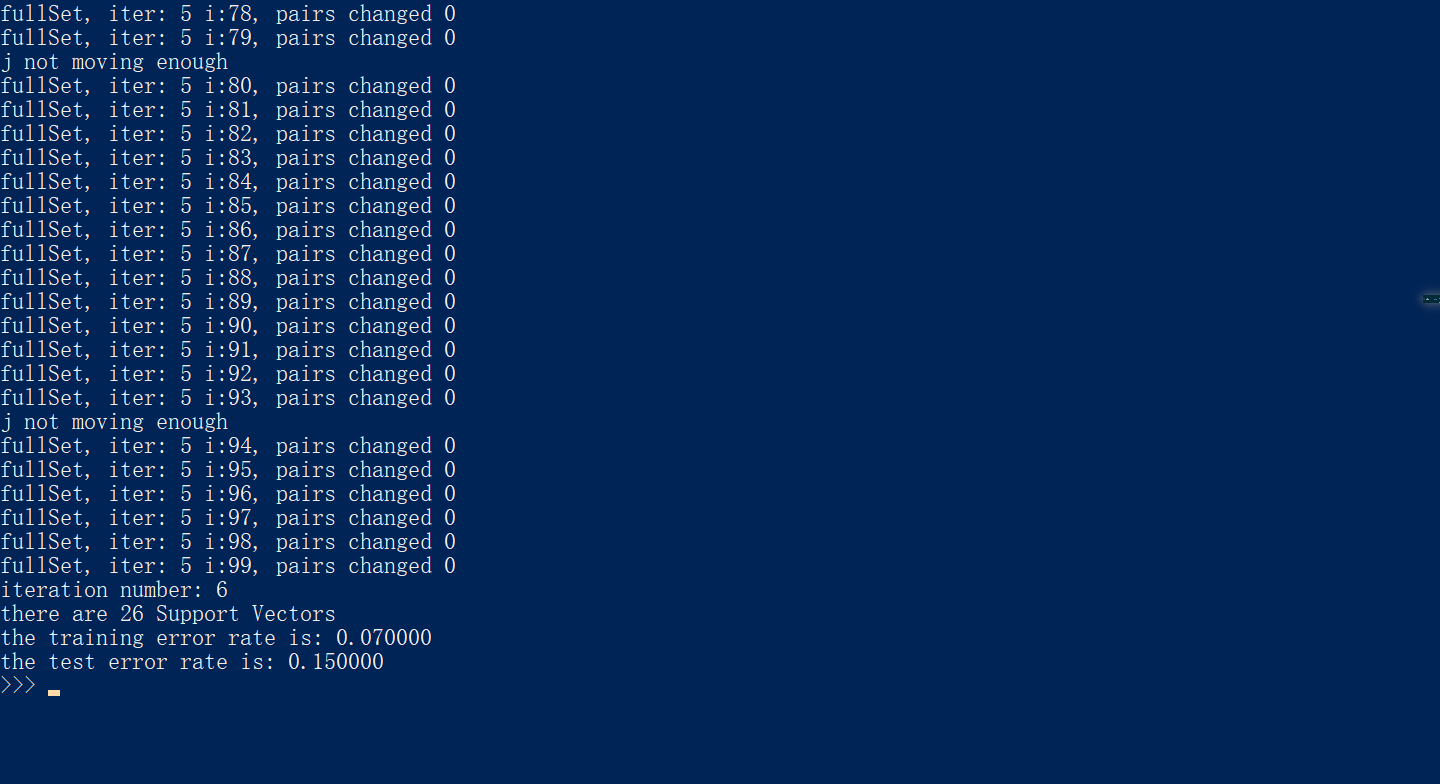 fullSet, iter: 5 i:78, pairs changed 0
fullSet, iter: 5 i:79, pairs changed 0
j not moving enough
fullSet, iter: 5 i:80, pairs changed 0
fullSet, iter: 5 i:81, pairs changed 0
fullSet, iter: 5 i:82, pairs changed 0
fullSet, iter: 5 i:83, pairs changed 0
fullSet, iter: 5 i:84, pairs changed 0
fullSet, iter: 5 i:85, pairs changed 0
fullSet, iter: 5 i:86, pairs changed 0
fullSet, iter: 5 i:87, pairs changed 0
fullSet, iter: 5 i:88, pairs changed 0
fullSet, iter: 5 i:89, pairs changed 0
fullSet, iter: 5 i:90, pairs changed 0
fullSet, iter: 5 i:91, pairs changed 0
fullSet, iter: 5 i:92, pairs changed 0
fullSet, iter: 5 i:93, pairs changed 0
j not moving enough
fullSet, iter: 5 i:94, pairs changed 0
fullSet, iter: 5 i:95, pairs changed 0
fullSet, iter: 5 i:96, pairs changed 0
fullSet, iter: 5 i:97, pairs changed 0
fullSet, iter: 5 i:98, pairs changed 0
fullSet, iter: 5 i:99, pairs changed 0
iteration number: 6
there are 26 Support Vectors
the training error rate is: 0.070000
the test error rate is: 0.150000
>>>